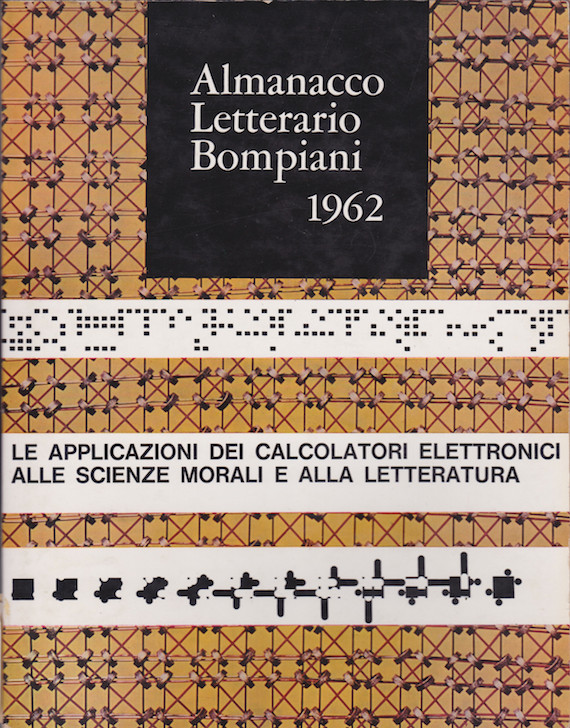 Almanacco
Letterario
Bompiani
1962
LE APPLICAZIONI DEI CALCOLATORI ELETTRONICI
ALLE SCIENZE MORALI E ALLA LETTERATURA